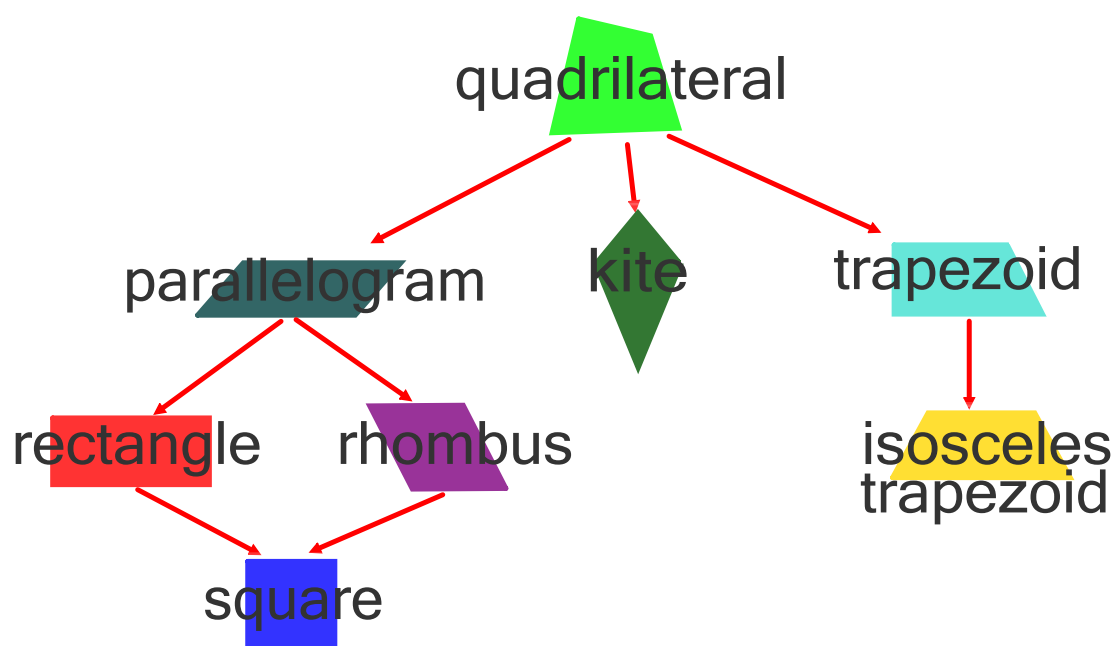 quadrilateral
parallelogram
kite
trapezoid
rectangle
rhombus
isosceles
trapezoid
square